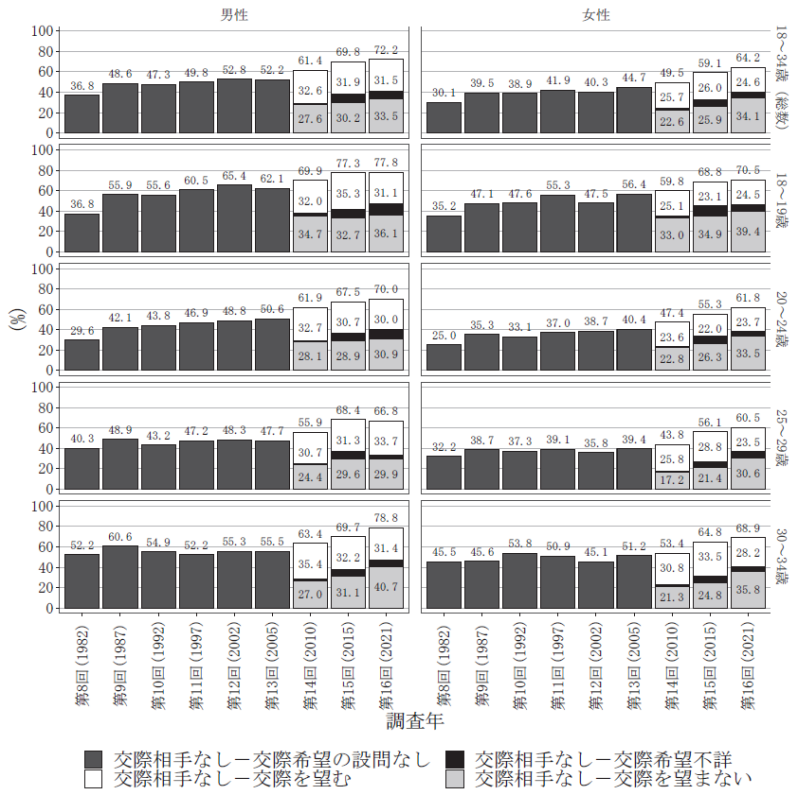 男性 女性
100
80
60
40
20
0
36.8 48.6 47.3 49.8 52.8 52.2 61.4 69.8 72.2
32.6 31.9 31.5
27.6 30.2 33.5
30.1 39.5 38.9 41.9 40.3 44.7 49.5 59.1 64.2
25.7 26.0 24.6
22.6 25.9 34.1
18～34歳（総数）
100
80
60
40
20
0
36.8 55.9 55.6 60.5 65.4 62.1 69.9 77.3 77.8
32.0 35.3 31.1
34.7 32.7 36.1
35.2 47.1 47.6 55.3 47.5 56.4 59.8 68.8 70.5
25.1 23.1 24.5
33.0 34.9 39.4
18～19歳
(%)
100
80
60
40
20
0
29.6 42.1 43.8 46.9 48.8 50.6 61.9 67.5 70.0
32.7 30.7 30.0
28.1 28.9 30.9
25.0 35.3 33.1 37.0 38.7 40.4 47.4 55.3 61.8
23.6 22.0 23.7
22.8 26.3 33.5
20～24歳
100
80
60
40
20
0
40.3 48.9 43.2 47.2 48.3 47.7 55.9 68.4 66.8
30.7 31.3 33.7
24.4 29.6 29.9
32.2 38.7 37.3 39.1 35.8 39.4 43.8 56.1 60.5
25.8 28.8 23.5
17.2 21.4 30.6
25～29歳
100
80
60
40
20
0
52.2 60.6 54.9 52.2 55.3 55.5 63.4 69.7 78.8
35.4 32.2 31.4
27.0 31.1 40.7
45.5 45.6 53.8 50.9 45.1 51.2 53.4 64.8 68.9
30.8 33.5 28.2
21.3 24.8 35.8
30～34歳
第8回(1982) 第9回(1987) 第10回(1992) 第11回(1997) 第12回(2002) 第13回(2005) 第14回(2010) 第15回(2015) 第16回(2021)
第8回(1982) 第9回(1987) 第10回(1992) 第11回(1997) 第12回(2002) 第13回(2005) 第14回(2010) 第15回(2015) 第16回(2021)
調査年
交際相手なし－交際希望の設問なし 交際相手なし－交際希望不詳
交際相手なし－交際を望む 交際相手なし－交際を望まない